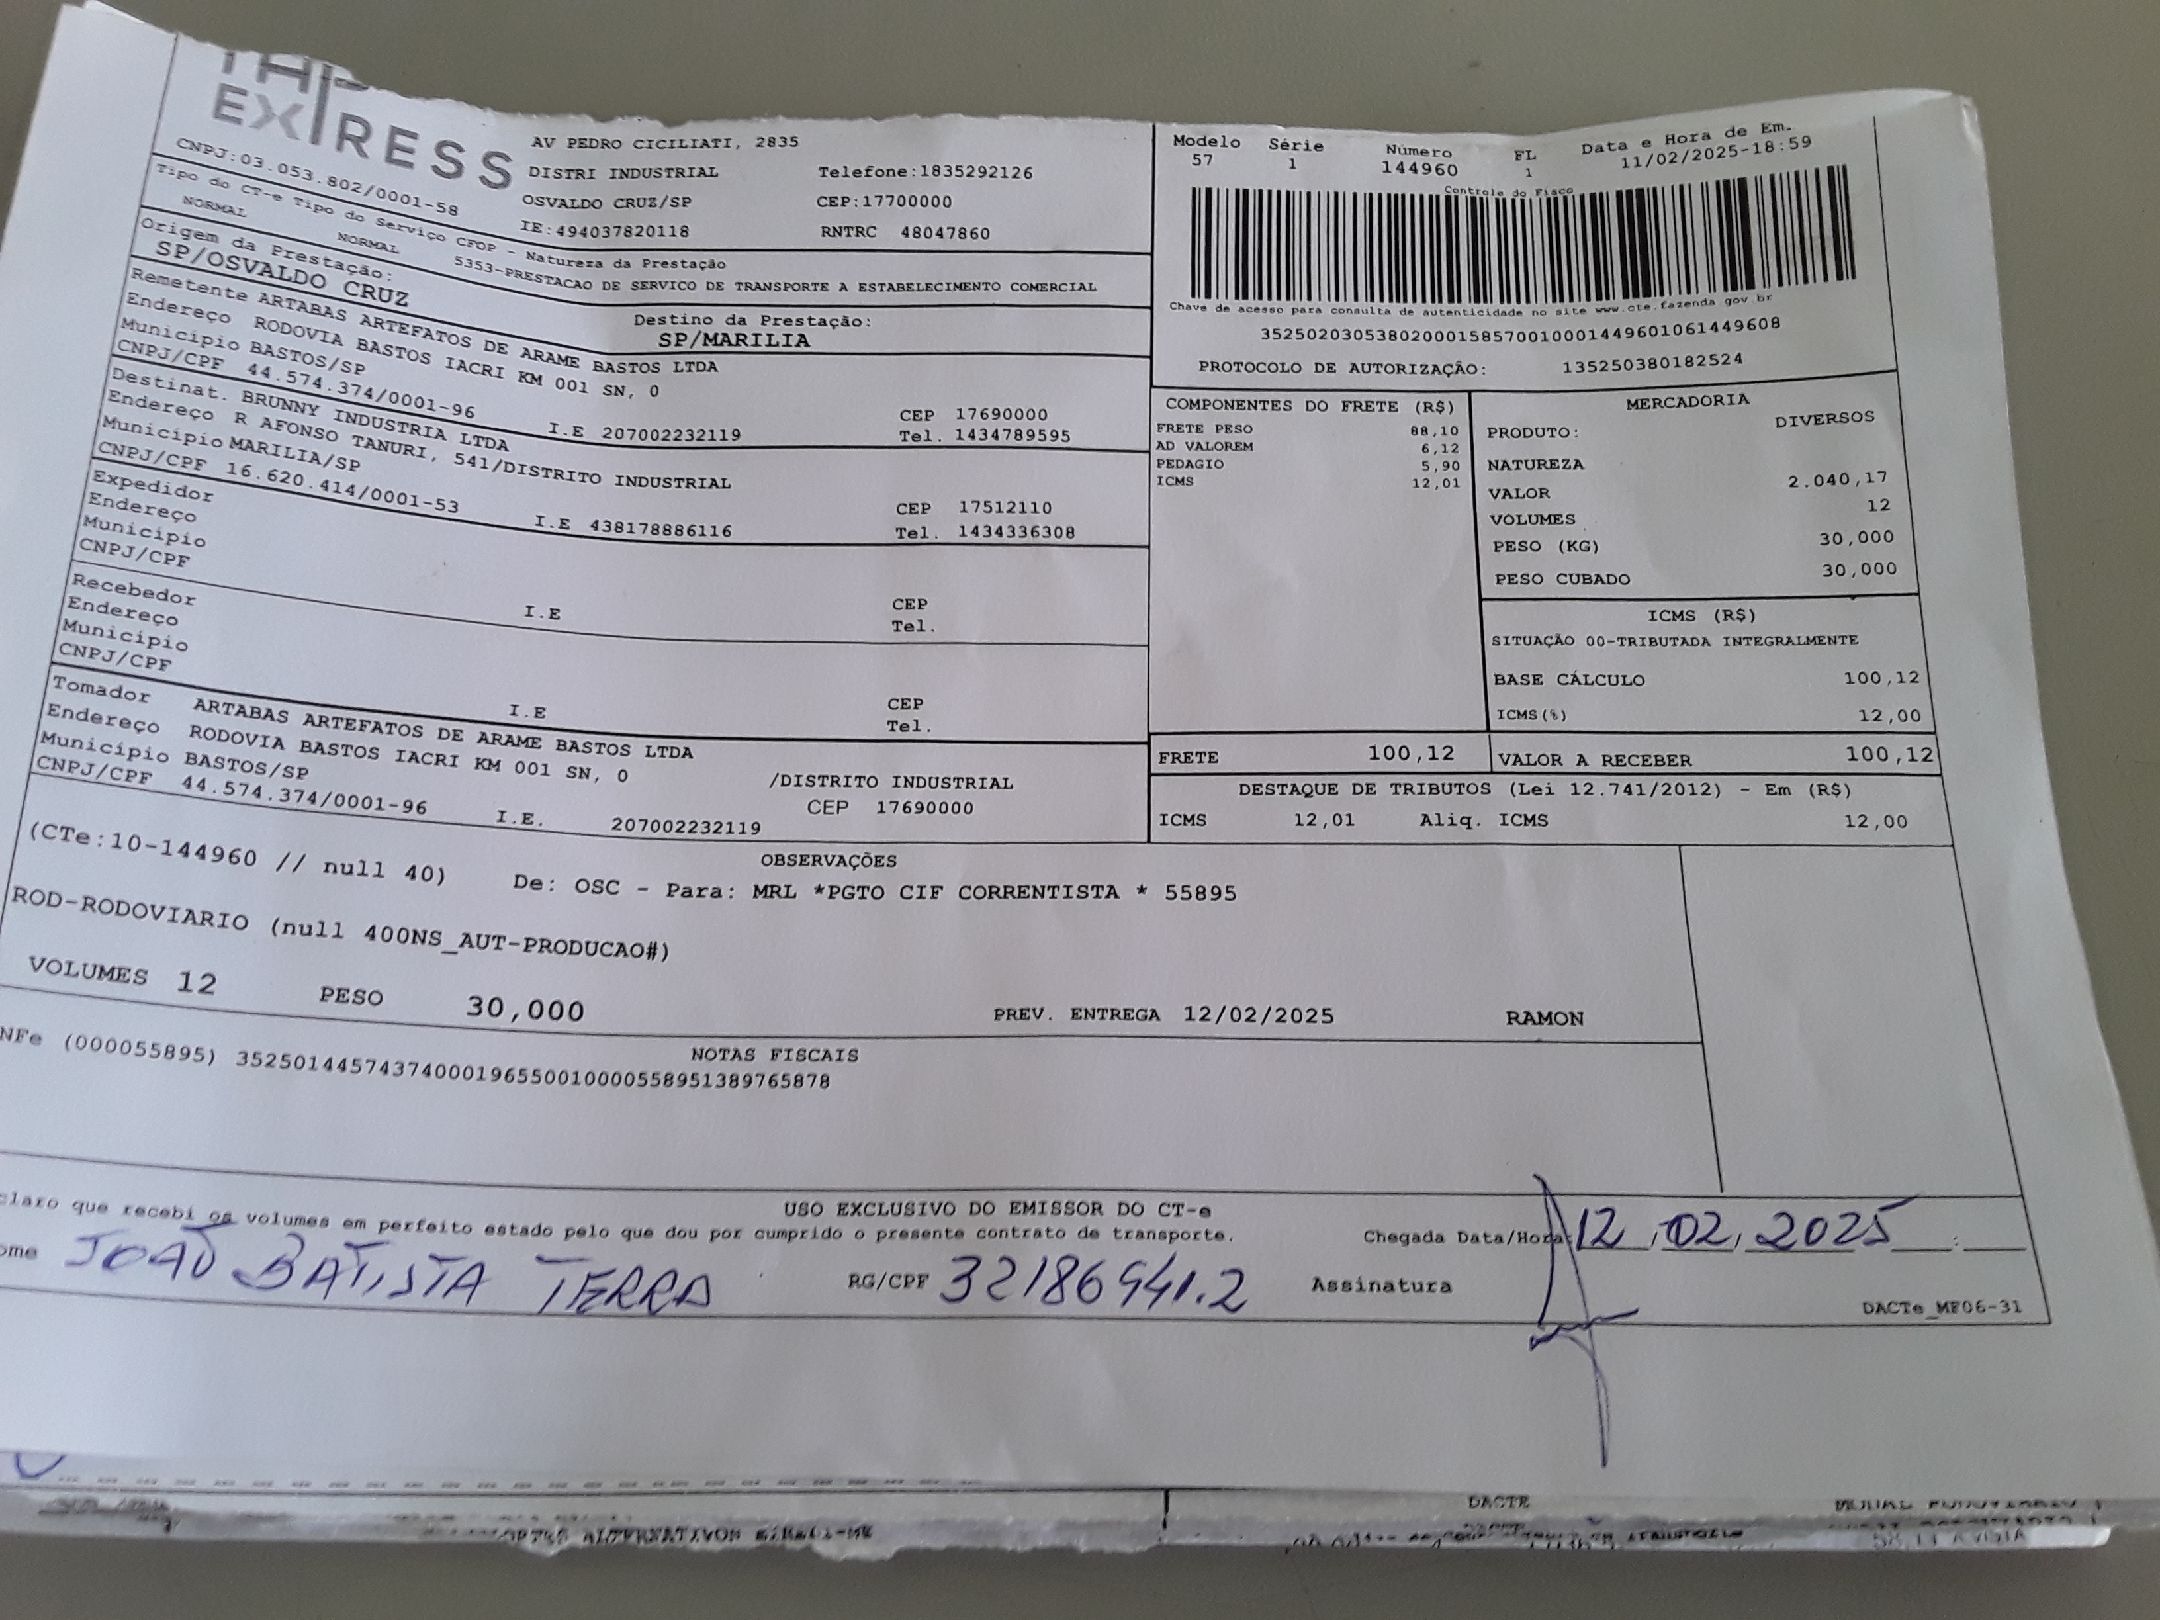 EXPRESS
CNPJ:03.053.802/0001-58
AV PEDRO CICILIATI, 2835
DISTRI INDUSTRIAL Telefone:1835292126
OSVALDO CRUZ/SP CEP:17700000
IE:494037820118 RNTRC 48047860
Tipo do CT-e Tipo do Serviço CFOP - Natureza da Prestação
NORMAL NORMAL 5353-PRESTACAO DE SERVICO DE TRANSPORTE A ESTABELECIMENTO COMERCIAL
Origem da Prestação:
SP/OSVALDO CRUZ
Destino da Prestação:
SP/MARILIA
Remetente ARTABAS ARTEFATOS DE ARAME BASTOS LTDA
Endereço RODOVIA BASTOS IACRI KM 001 SN, 0
Município BASTOS/SP CEP 17690000
CNPJ/CPF 44.574.374/0001-96 I.E 207002232119 Tel. 1434789595
Destinat. BRUNNY INDUSTRIA LTDA
Endereço R AFONSO TANURI, 541/DISTRITO INDUSTRIAL
Município MARILIA/SP CEP 17512110
CNPJ/CPF 16.620.414/0001-53 I.E 438178886116 Tel. 1434336308
Expedidor
Endereço
Município CEP
CNPJ/CPF I.E Tel.
Recebedor
Endereço
Município CEP
CNPJ/CPF I.E Tel.
Tomador ARTABAS ARTEFATOS DE ARAME BASTOS LTDA
Endereço RODOVIA BASTOS IACRI KM 001 SN, 0 /DISTRITO INDUSTRIAL
Município BASTOS/SP CEP 17690000
CNPJ/CPF 44.574.374/0001-96 I.E. 207002232119
Modelo Série Número FL Data e Hora de Em.
57 1 144960 1 11/02/2025-18:59
Controle do Fisco
Chave de acesso para consulta de autenticidade no site www.cte.fazenda.gov.br
35250203053802000158570010001449601061449608
PROTOCOLO DE AUTORIZAÇÃO: 135250380182524
COMPONENTES DO FRETE (R$)
FRETE PESO 88,10
AD VALOREM 6,12
PEDAGIO 5,90
ICMS 12,01
MERCADORIA
PRODUTO: DIVERSOS
NATUREZA
VALOR 2.040,17
VOLUMES 12
PESO (KG) 30,000
PESO CUBADO 30,000
ICMS (R$)
SITUAÇÃO 00-TRIBUTADA INTEGRALMENTE
BASE CÁLCULO 100,12
ICMS(%) 12,00
FRETE 100,12 VALOR A RECEBER 100,12
DESTAQUE DE TRIBUTOS (Lei 12.741/2012) - Em (R$)
ICMS 12,01 Aliq. ICMS 12,00
OBSERVAÇÕES
(CTe:10-144960 // null 40) De: OSC - Para: MRL *PGTO CIF CORRENTISTA * 55895
ROD-RODOVIARIO (null 400NS_AUT-PRODUCAO#)
VOLUMES 12 PESO 30,000 PREV. ENTREGA 12/02/2025 RAMON
NOTAS FISCAIS
NFe (000055895) 35250144574374000196550010000558951389765878
USO EXCLUSIVO DO EMISSOR DO CT-e
claro que recebi os volumes em perfeito estado pelo que dou por cumprido o presente contrato de transporte.
Chegada Data/Hora: 12/02/2025 :
ome JOAO BATISTA TERRA RG/CPF 32186941.2 Assinatura
DACTe_MF06-31
DACTE